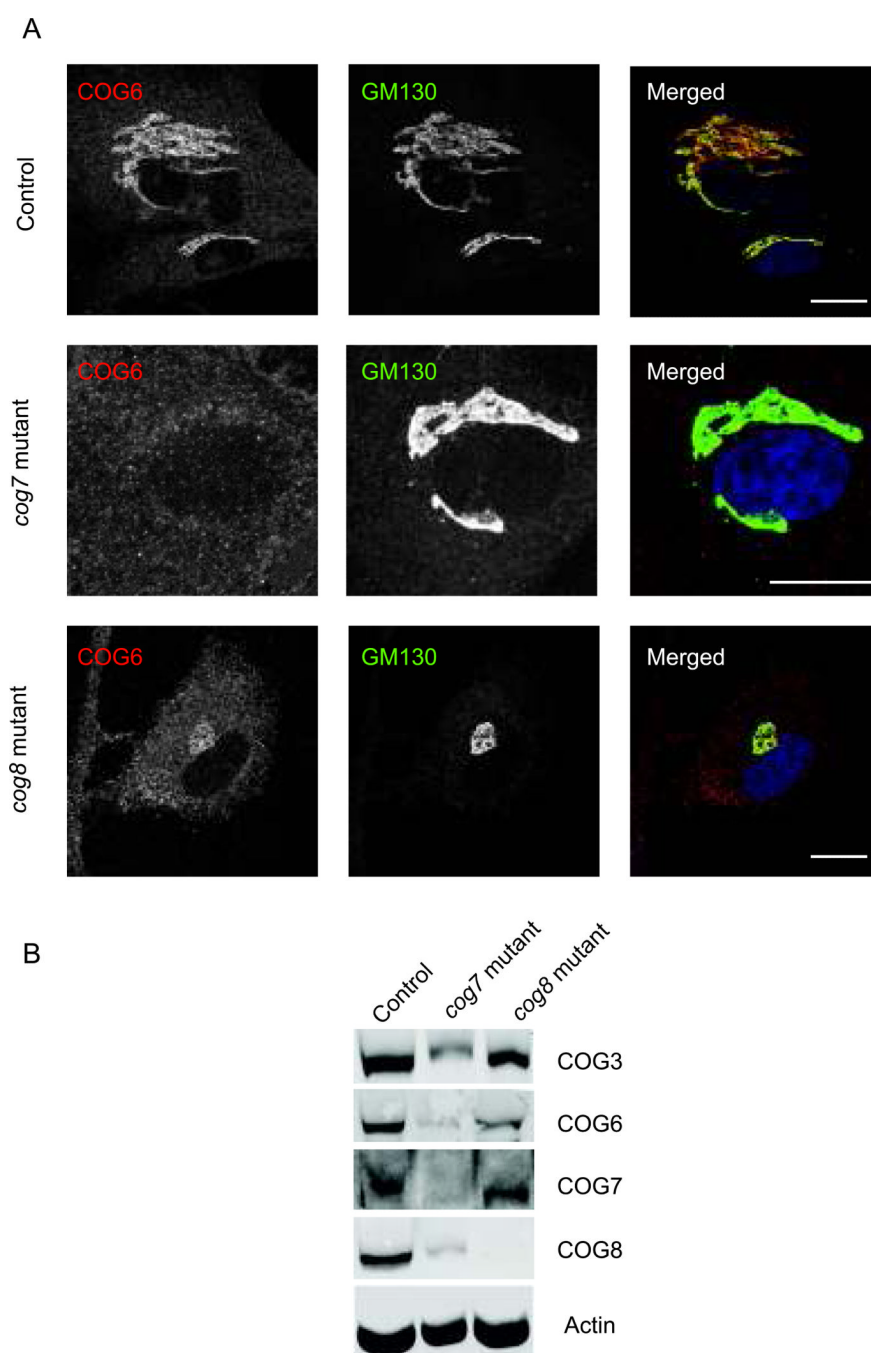 A
Control
COG6
GM130
Merged
cog7 mutant
COG6
GM130
Merged
cog8 mutant
COG6
GM130
Merged
B
Control
cog7 mutant
cog8 mutant
COG3
COG6
COG7
COG8
Actin